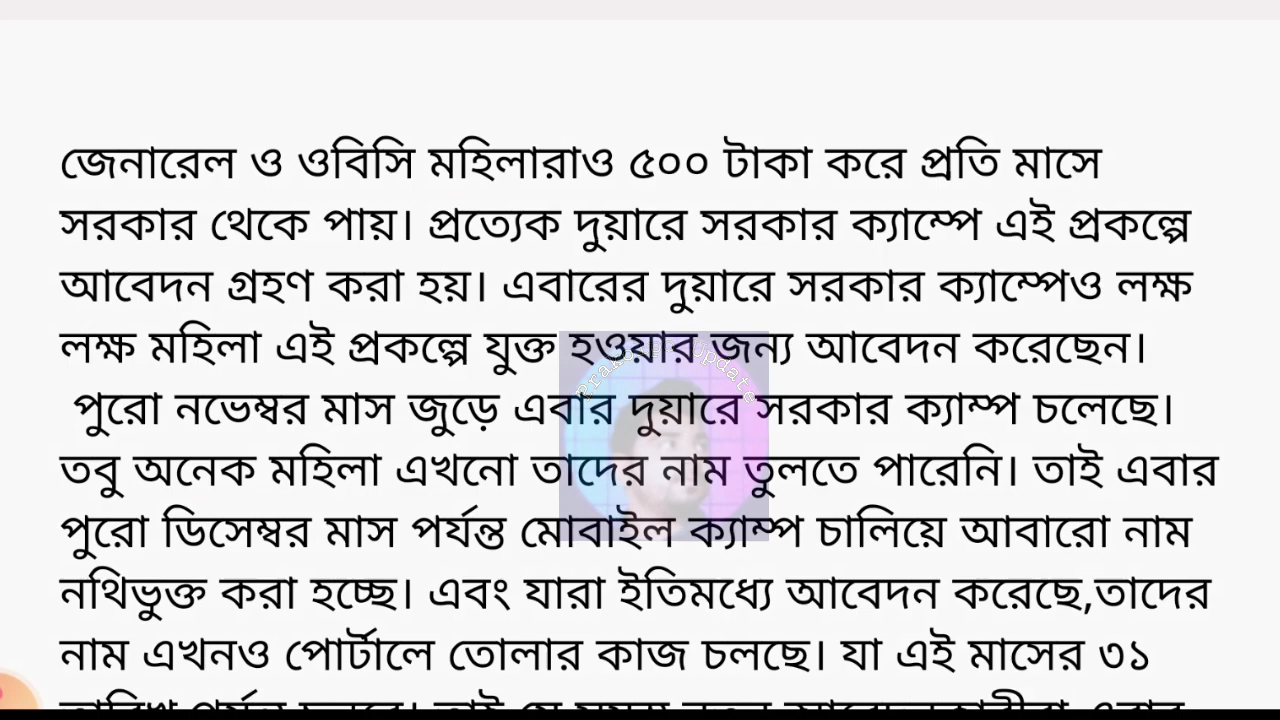 জেনারেল ও ওবিসি মহিলারাও ৫০০ টাকা করে প্রতি মাসে
সরকার থেকে পায়। প্রত্যেক দুয়ারে সরকার ক্যাম্পে এই প্রকল্পে
আবেদন গ্রহণ করা হয়। এবারের দুয়ারে সরকার ক্যাম্পেও লক্ষ
লক্ষ মহিলা এই প্রকল্পে যুক্ত হওয়ার জন্য আবেদন করেছেন।
পুরো নভেম্বর মাস জুড়ে এবার দুয়ারে সরকার ক্যাম্প চলেছে।
তবু অনেক মহিলা এখনো তাদের নাম তুলতে পারেনি। তাই এবার
পুরো ডিসেম্বর মাস পর্যন্ত মোবাইল ক্যাম্প চালিয়ে আবারো নাম
নথিভুক্ত করা হচ্ছে। এবং যারা ইতিমধ্যে আবেদন করেছে,তাদের
নাম এখনও পোর্টালে তোলার কাজ চলছে। যা এই মাসের ৩১
update